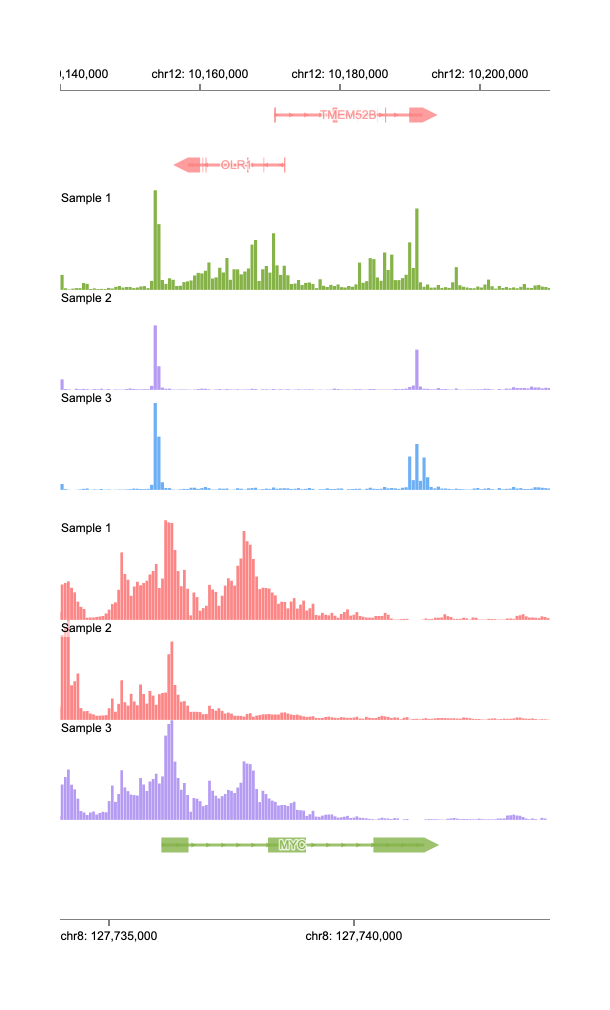 ),140,000 chr12: 10,160,000 chr12: 10,180,000 chr12: 10,200,000
TMEM52B
OLR1
Sample 1
Sample 2
Sample 3
Sample 1
Sample 2
Sample 3
MYC
chr8: 127,735,000 chr8: 127,740,000